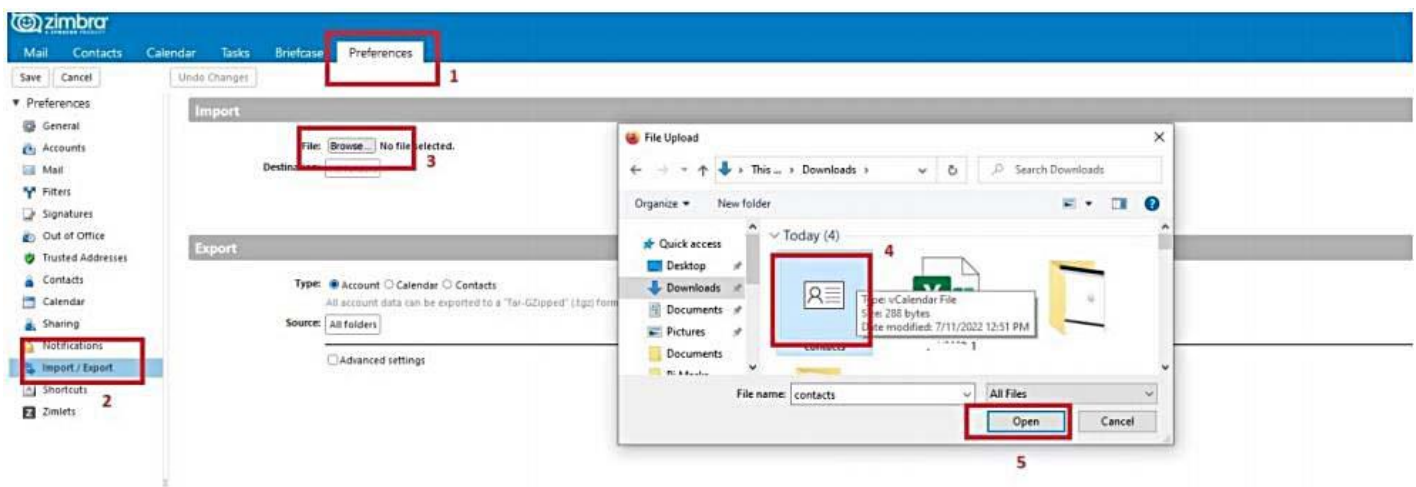 zimbra
A SYNACOR PRODUCT
Mail Contacts Calendar Tasks Briefcase Preferences
1
Save Cancel Undo Changes
Preferences
General
Accounts
Mail
Filters
Signatures
Out of Office
Trusted Addresses
Contacts
Calendar
Sharing
Notifications
Import / Export
2
Shortcuts
Zimlets
Import
File: Browse... No file selected.
3
Destination:
Export
Type: Account Calendar Contacts
All account data can be exported to a "Tar-GZipped" (.tgz) form
Source: All folders
Advanced settings
File Upload
This ... Downloads
Search Downloads
Organize New folder
Quick access
Desktop
Downloads
Documents
Pictures
Documents
Today (4)
4
Type: vCalendar File
Size: 288 bytes
Date modified: 7/11/2022 12:51 PM
contacts
File name: contacts All Files
Open Cancel
5